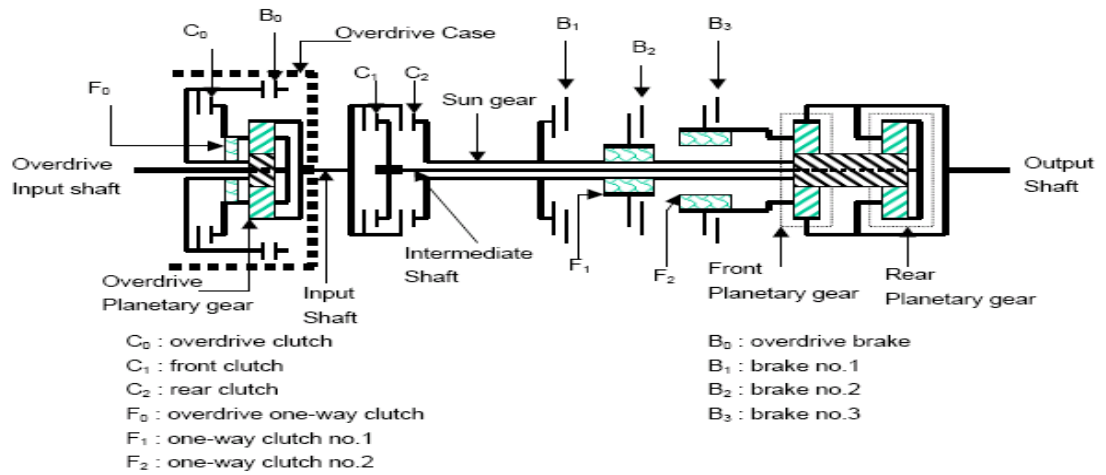 B₀
C₀
Overdrive Case
B₁
B₃
B₂
F₀
C₁ C₂
Sun gear
Overdrive
Input shaft
Output
Shaft
F₁
F₂
Intermediate
Shaft
Front
Planetary gear
Rear
Planetary gear
Overdrive
Planetary gear
Input
Shaft
C₀ : overdrive clutch
C₁ : front clutch
C₂ : rear clutch
F₀ : overdrive one-way clutch
F₁ : one-way clutch no.1
F₂ : one-way clutch no.2
B₀ : overdrive brake
B₁ : brake no.1
B₂ : brake no.2
B₃ : brake no.3